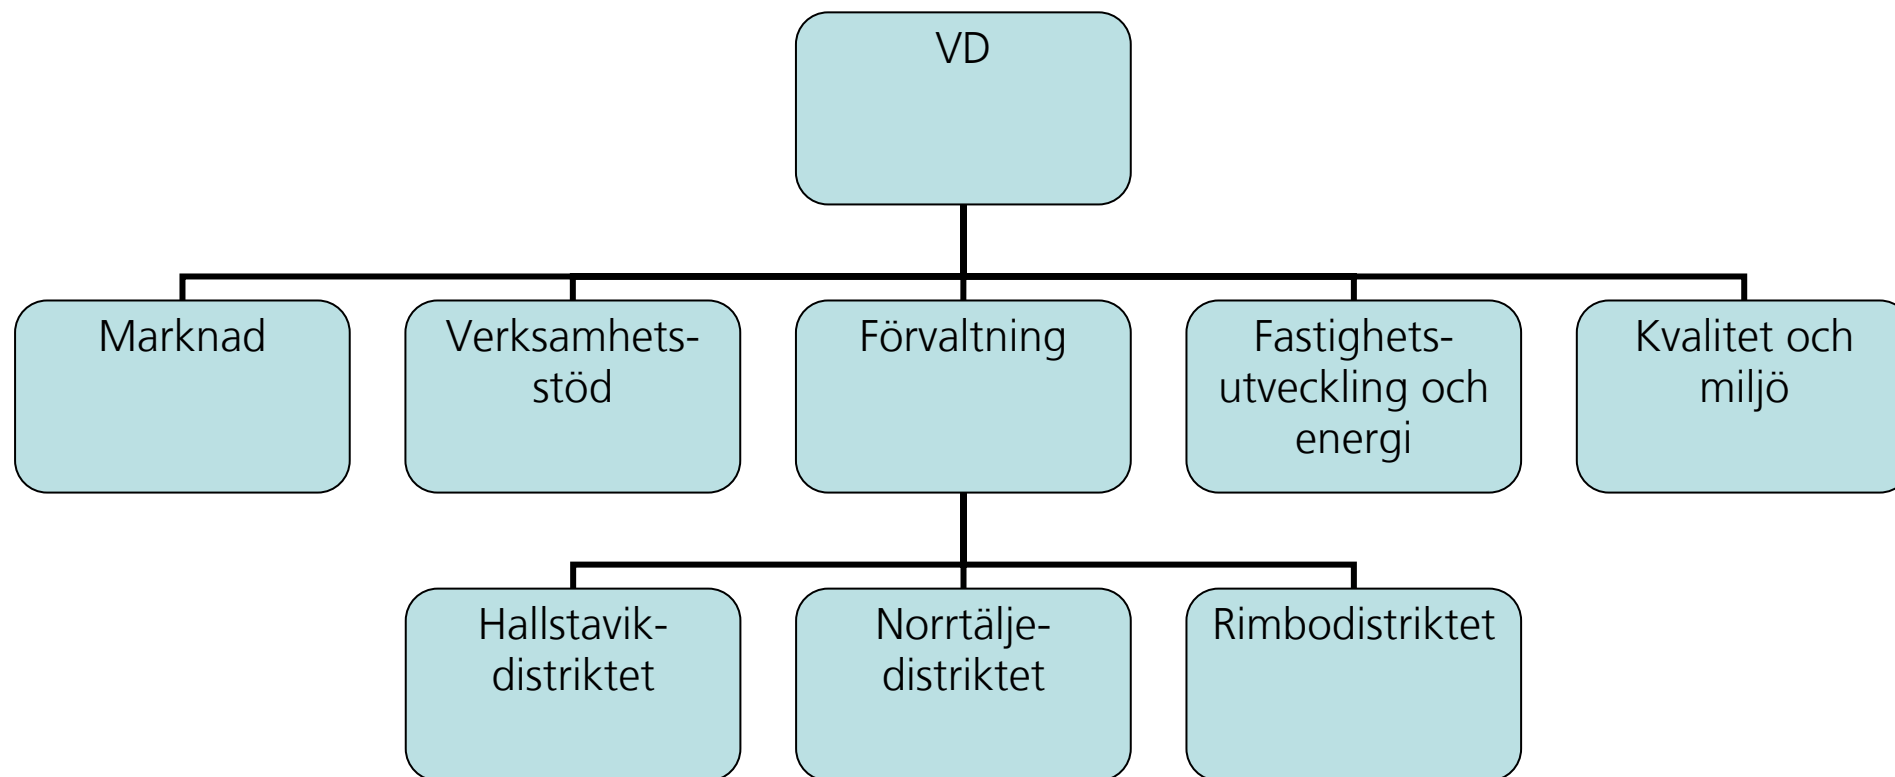 VD
Marknad
Verksamhets-
stöd
Förvaltning
Fastighets-
utveckling och
energi
Kvalitet och
miljö
Hallstavik-
distriktet
Norrtälje-
distriktet
Rimbodistriktet